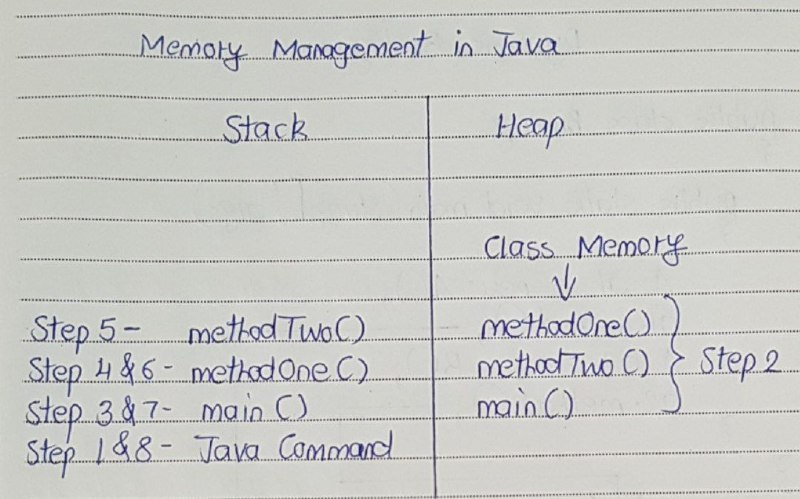 Memory Management in Java
Stack Heap
Class Memory
↓
Step 5 - methodTwo() methodOne()
Step 4 & 6 - methodOne() methodTwo() } Step 2
Step 3 & 7 - main() main()
Step 1 & 8 - Java Command